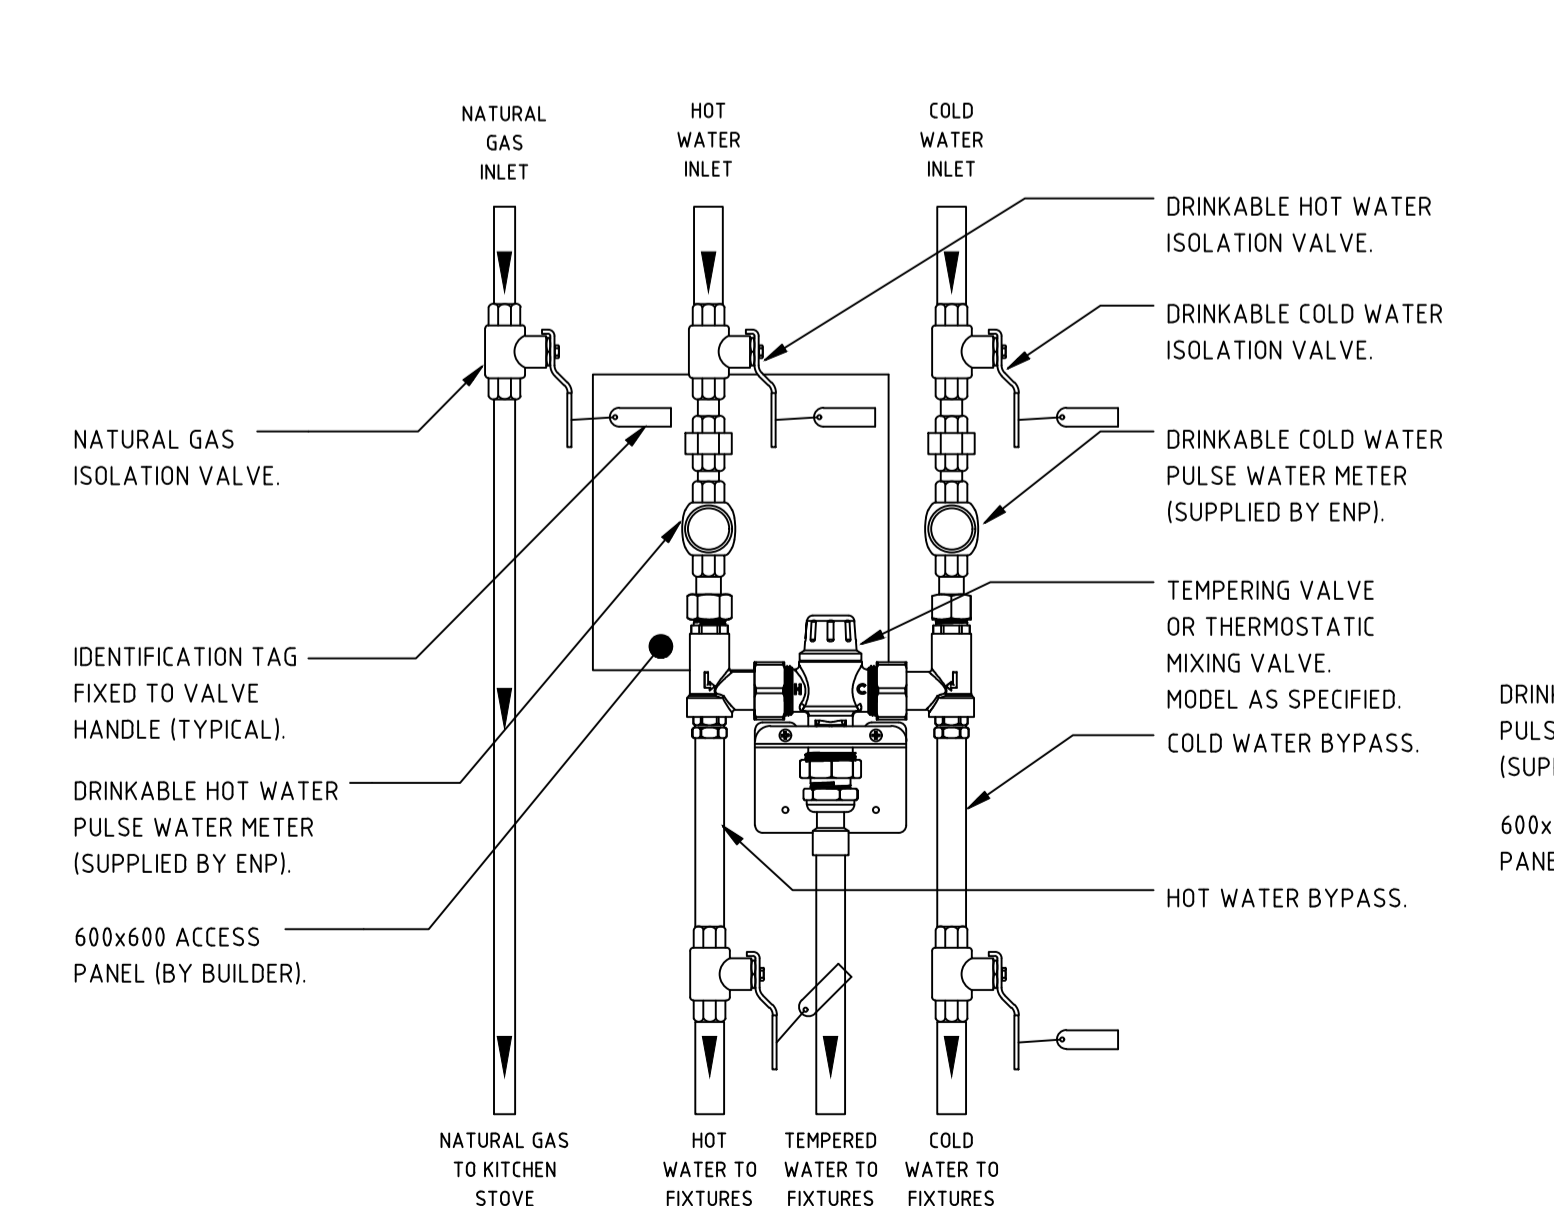 NATURAL
GAS
INLET
HOT
WATER
INLET
COLD
WATER
INLET
DRINKABLE HOT WATER
ISOLATION VALVE.
DRINKABLE COLD WATER
ISOLATION VALVE.
NATURAL GAS
ISOLATION VALVE.
DRINKABLE COLD WATER
PULSE WATER METER
(SUPPLIED BY ENP).
TEMPERING VALVE
OR THERMOSTATIC
MIXING VALVE.
MODEL AS SPECIFIED.
IDENTIFICATION TAG
FIXED TO VALVE
HANDLE (TYPICAL).
H
C
COLD WATER BYPASS.
DRINKABLE HOT WATER
PULSE WATER METER
(SUPPLIED BY ENP).
HOT WATER BYPASS.
600x600 ACCESS
PANEL (BY BUILDER).
NATURAL GAS
TO KITCHEN
STOVE
HOT
WATER TO
FIXTURES
TEMPERED
WATER TO
FIXTURES
COLD
WATER TO
FIXTURES